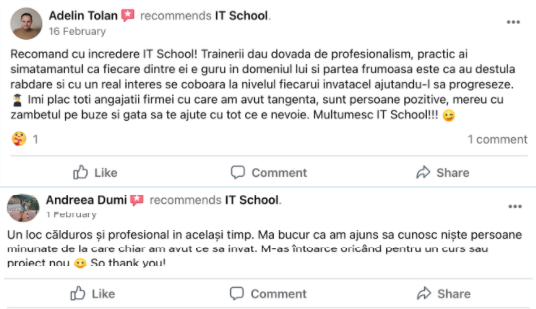 Adelin Tolan recommends IT School.
16 February
Recomand cu incredere IT School! Trainerii dau dovada de profesionalism, practic ai
simatamantul ca fiecare dintre ei e guru in domeniul lui si partea frumoasa este ca au destula
rabdare si cu un real interes se coboara la nivelul fiecarui invatacel ajutandu-l sa progreseze.
👨‍🎓 Imi plac toti angajatii firmei cu care am avut tangenta, sunt persoane pozitive, mereu cu
zambetul pe buze si gata sa te ajute cu tot ce e nevoie. Multumesc IT School!!! 😉
1 1 comment
Like Comment Share
Andreea Dumi recommends IT School.
1 February
Un loc călduros și profesional in același timp. Ma bucur ca am ajuns sa cunosc niște persoane
minunate de la care chiar am avut ce sa invat. M-as întoarce oricând pentru un curs sau
proiect nou 😀 So thank you!
Like Comment Share